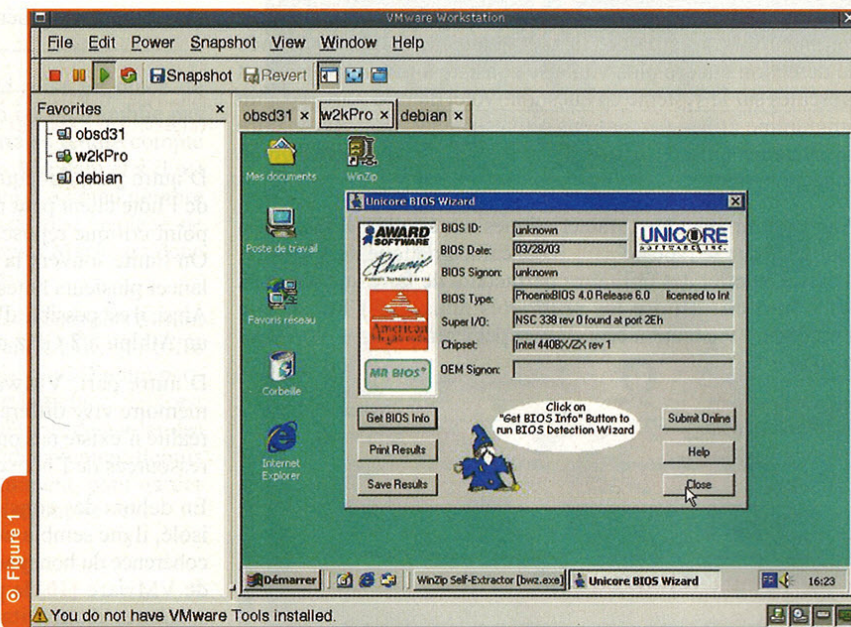 VMware Workstation
File Edit Power Snapshot View Window Help
Snapshot Revert
Favorites ×
obsd31
w2kPro
debian
obsd31 × w2kPro × debian ×
Mes documents
WinZip
Poste de travail
Favoris réseau
Corbeille
Internet Explorer
Unicore BIOS Wizard
AWARD SOFTWARE
Phoenix
American Megatrends
MR BIOS
UNICORE
SOFTWARE, INC.
BIOS ID: unknown
BIOS Date: 03/28/03
BIOS Signon: unknown
BIOS Type: PhoenixBIOS 4.0 Release 6.0 licensed to Int
Super I/O: NSC 338 rev 0 found at port 2Eh
Chipset: Intel 440BX/ZX rev 1
OEM Signon:
Get BIOS Info
Print Results
Save Results
Click on
"Get BIOS Info" Button to
run BIOS Detection Wizard
Submit Online
Help
Close
Démarrer WinZip Self-Extractor [bwz.exe] Unicore BIOS Wizard FR 16:23
You do not have VMware Tools installed.
Figure 1